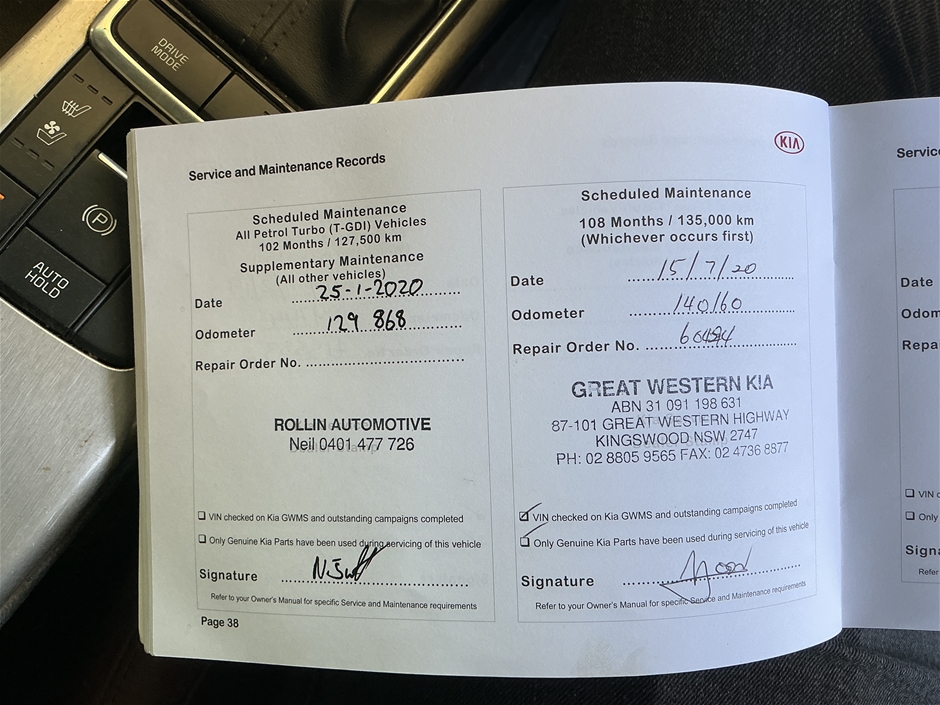 DRIVE
MODE
AUTO
HOLD
Service and Maintenance Records
Scheduled Maintenance
All Petrol Turbo (T-GDI) Vehicles
102 Months / 127,500 km
Supplementary Maintenance
(All other vehicles)
Date 25-1-2020
Odometer 129 868
Repair Order No.
ROLLIN AUTOMOTIVE
Neil 0401 477 726
VIN checked on Kia GWMS and outstanding campaigns completed
Only Genuine Kia Parts have been used during servicing of this vehicle
Signature
Refer to your Owner's Manual for specific Service and Maintenance requirements
Page 38
KIA
Scheduled Maintenance
108 Months / 135,000 km
(Whichever occurs first)
Date 15/7/20
Odometer 140160
Repair Order No.
GREAT WESTERN KIA
ABN 31 091 198 631
87-101 GREAT WESTERN HIGHWAY
KINGSWOOD NSW 2747
PH: 02 8805 9565 FAX: 02 4736 8877
VIN checked on Kia GWMS and outstanding campaigns completed
Only Genuine Kia Parts have been used during servicing of this vehicle
Signature
Refer to your Owner's Manual for specific Service and Maintenance requirements
Date
VIN
Only
Refer